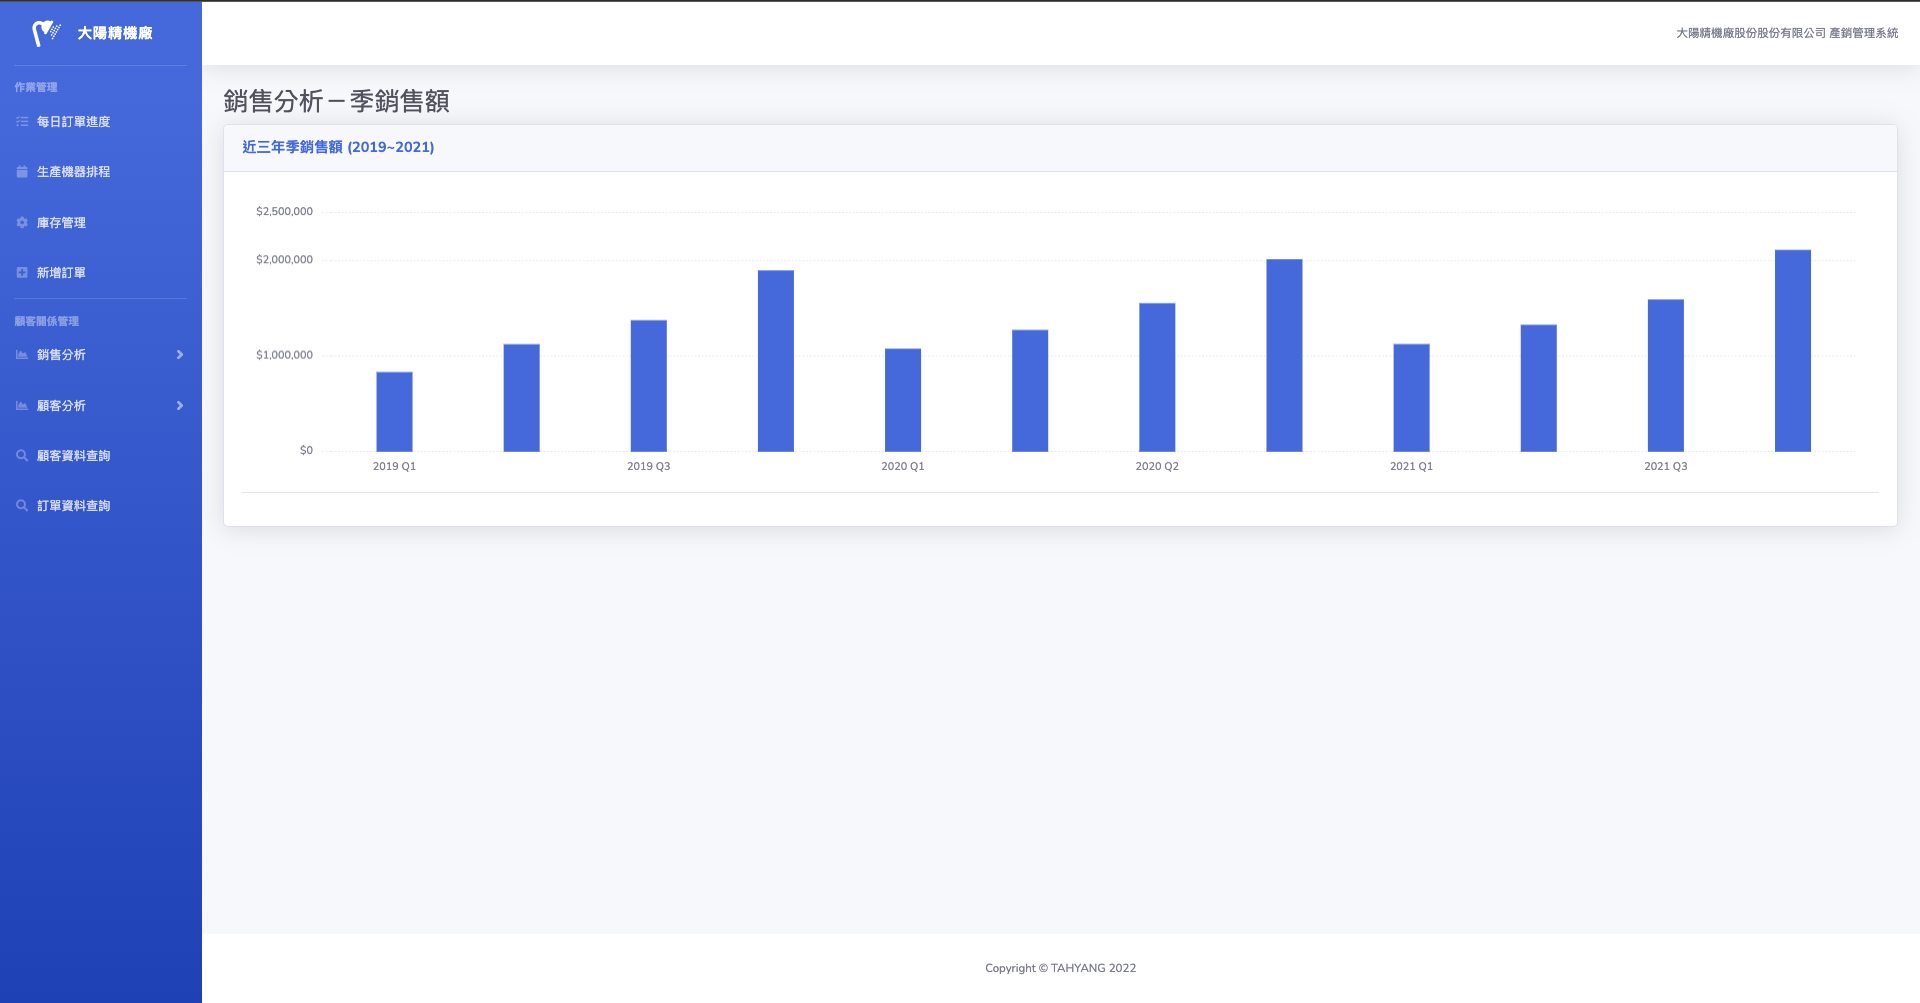 大陽精機廠
作業管理
每日訂單進度
生產機器排程
庫存管理
新增訂單
顧客關係管理
銷售分析
顧客分析
顧客資料查詢
訂單資料查詢
大陽精機廠股份股份有限公司 產銷管理系統
銷售分析－季銷售額
近三年季銷售額 (2019~2021)
$2,500,000
$2,000,000
$1,000,000
$0
2019 Q1 2019 Q3 2020 Q1 2020 Q2 2021 Q1 2021 Q3
Copyright © TAHYANG 2022